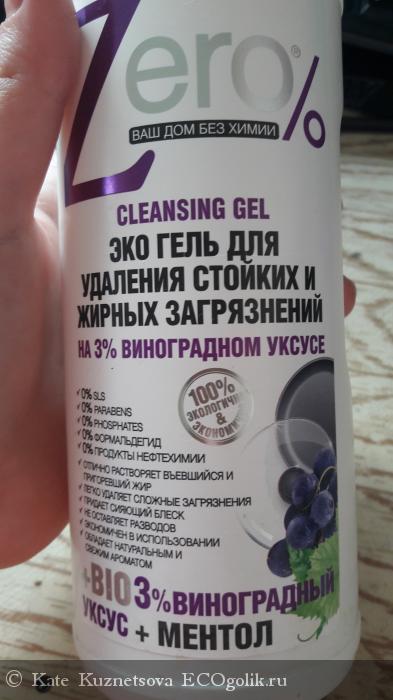 Zero%®
ВАШ ДОМ БЕЗ ХИМИИ
CLEANSING GEL
ЭКО ГЕЛЬ ДЛЯ
УДАЛЕНИЯ СТОЙКИХ И
ЖИРНЫХ ЗАГРЯЗНЕНИЙ
НА 3% ВИНОГРАДНОМ УКСУСЕ
100%
ЭКОЛОГИЧН
&
ЭКОНОМИ
✓ 0% SLS
✓ 0% PARABENS
✓ 0% PHOSPHATES
✓ 0% ФОРМАЛЬДЕГИД
✓ 0% ПРОДУКТЫ НЕФТЕХИМИИ
✓ ОТЛИЧНО РАСТВОРЯЕТ ВЪЕВШИЙСЯ И
ПРИГОРЕВШИЙ ЖИР
✓ ЛЕГКО УДАЛЯЕТ СЛОЖНЫЕ ЗАГРЯЗНЕНИЯ
✓ ПРИДАЕТ СИЯЮЩИЙ БЛЕСК
✓ НЕ ОСТАВЛЯЕТ РАЗВОДОВ
✓ ЭКОНОМИЧЕН В ИСПОЛЬЗОВАНИИ
✓ ОБЛАДАЕТ НАТУРАЛЬНЫМ И
СВЕЖИМ АРОМАТОМ
+BIO 3% ВИНОГРАДНЫЙ
УКСУС + МЕНТОЛ
© Kate Kuznetsova ECOgolik.ru